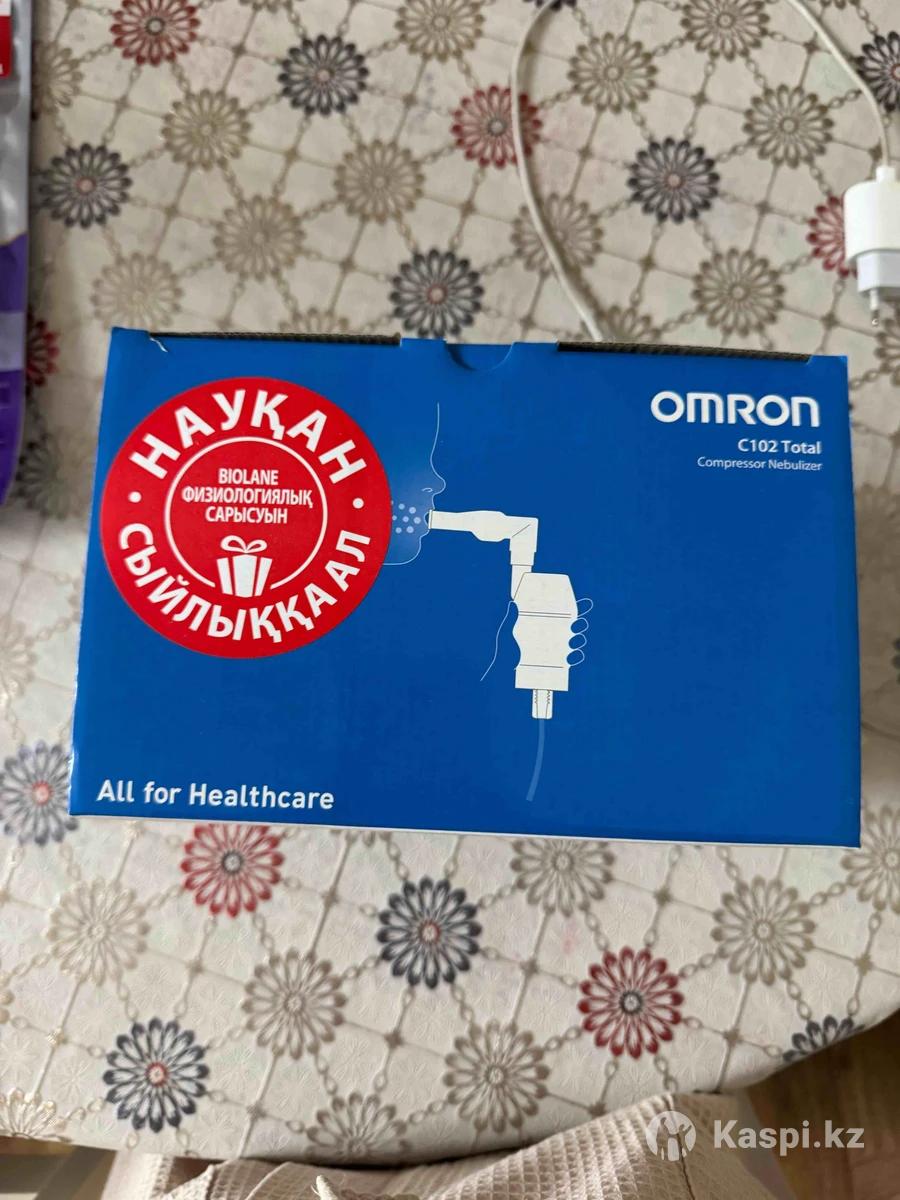 OMRON
C102 Total
Compressor Nebulizer
НАУҚАН
BIOLANE
ФИЗИОЛОГИЯЛЫҚ
САРЫСУЫН
СЫЙЛЫҚҚА АЛ
All for Healthcare
Kaspi.kz